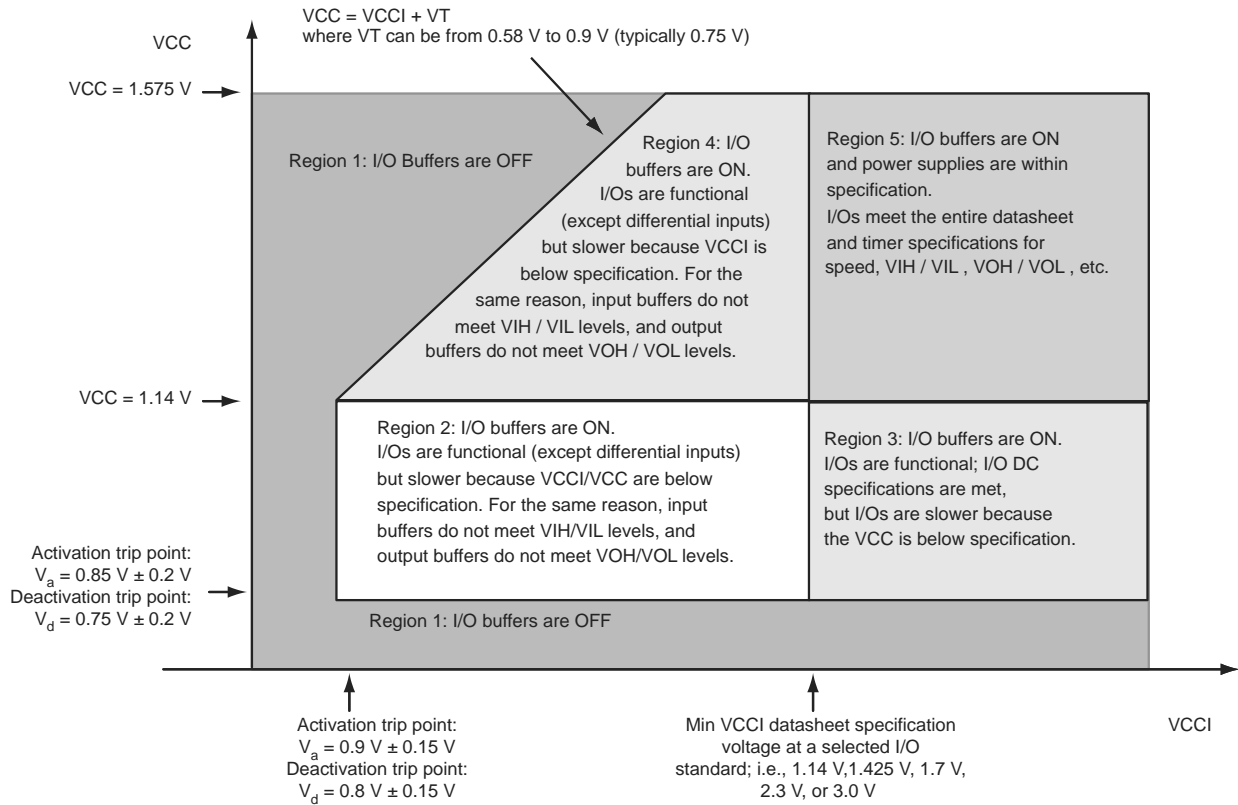 VCC = VCCI + VT
where VT can be from 0.58 V to 0.9 V (typically 0.75 V)
VCC
VCC = 1.575 V
Region 1: I/O Buffers are OFF
Region 4: I/O
buffers are ON.
I/Os are functional
(except differential inputs)
but slower because VCCI is
below specification. For the
same reason, input buffers do not
meet VIH / VIL levels, and output
buffers do not meet VOH / VOL levels.
Region 5: I/O buffers are ON
and power supplies are within
specification.
I/Os meet the entire datasheet
and timer specifications for
speed, VIH / VIL , VOH / VOL , etc.
VCC = 1.14 V
Region 2: I/O buffers are ON.
I/Os are functional (except differential inputs)
but slower because VCCI/VCC are below
specification. For the same reason, input
buffers do not meet VIH/VIL levels, and
output buffers do not meet VOH/VOL levels.
Region 3: I/O buffers are ON.
I/Os are functional; I/O DC
specifications are met,
but I/Os are slower because
the VCC is below specification.
Activation trip point:
Va = 0.85 V ± 0.2 V
Deactivation trip point:
Vd = 0.75 V ± 0.2 V
Region 1: I/O buffers are OFF
Activation trip point:
Va = 0.9 V ± 0.15 V
Deactivation trip point:
Vd = 0.8 V ± 0.15 V
Min VCCI datasheet specification
voltage at a selected I/O
standard; i.e., 1.14 V,1.425 V, 1.7 V,
2.3 V, or 3.0 V
VCCI